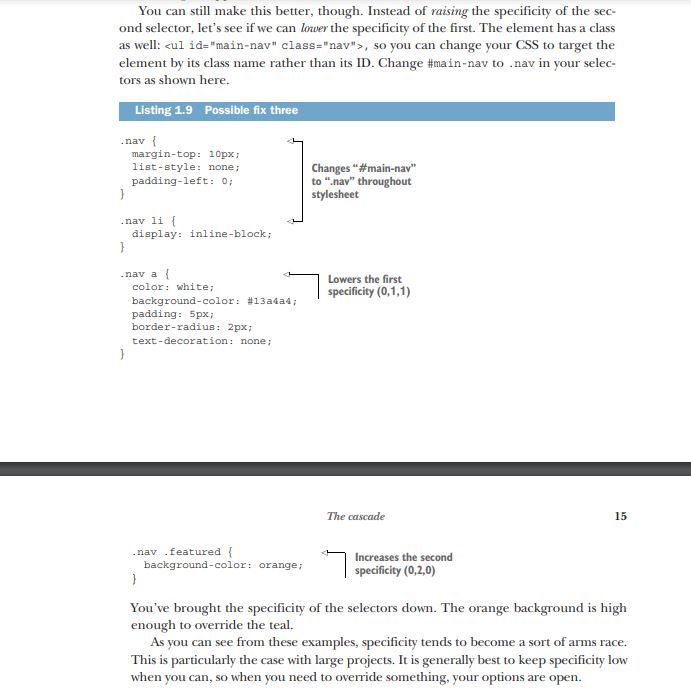 You can still make this better, though. Instead of raising the specificity of the sec-
ond selector, let's see if we can lower the specificity of the first. The element has a class
as well: <ul id="main-nav" class="nav">, so you can change your CSS to target the
element by its class name rather than its ID. Change #main-nav to .nav in your selec-
tors as shown here.
Listing 1.9 Possible fix three
.nav {
margin-top: 10px;
list-style: none;
padding-left: 0;
}
Changes "#main-nav"
to ".nav" throughout
stylesheet
.nav li {
display: inline-block;
}
.nav a {
color: white;
background-color: #13a4a4;
padding: 5px;
border-radius: 2px;
text-decoration: none;
}
Lowers the first
specificity (0,1,1)
The cascade 15
.nav .featured {
background-color: orange;
}
Increases the second
specificity (0,2,0)
You've brought the specificity of the selectors down. The orange background is high
enough to override the teal.
As you can see from these examples, specificity tends to become a sort of arms race.
This is particularly the case with large projects. It is generally best to keep specificity low
when you can, so when you need to override something, your options are open.